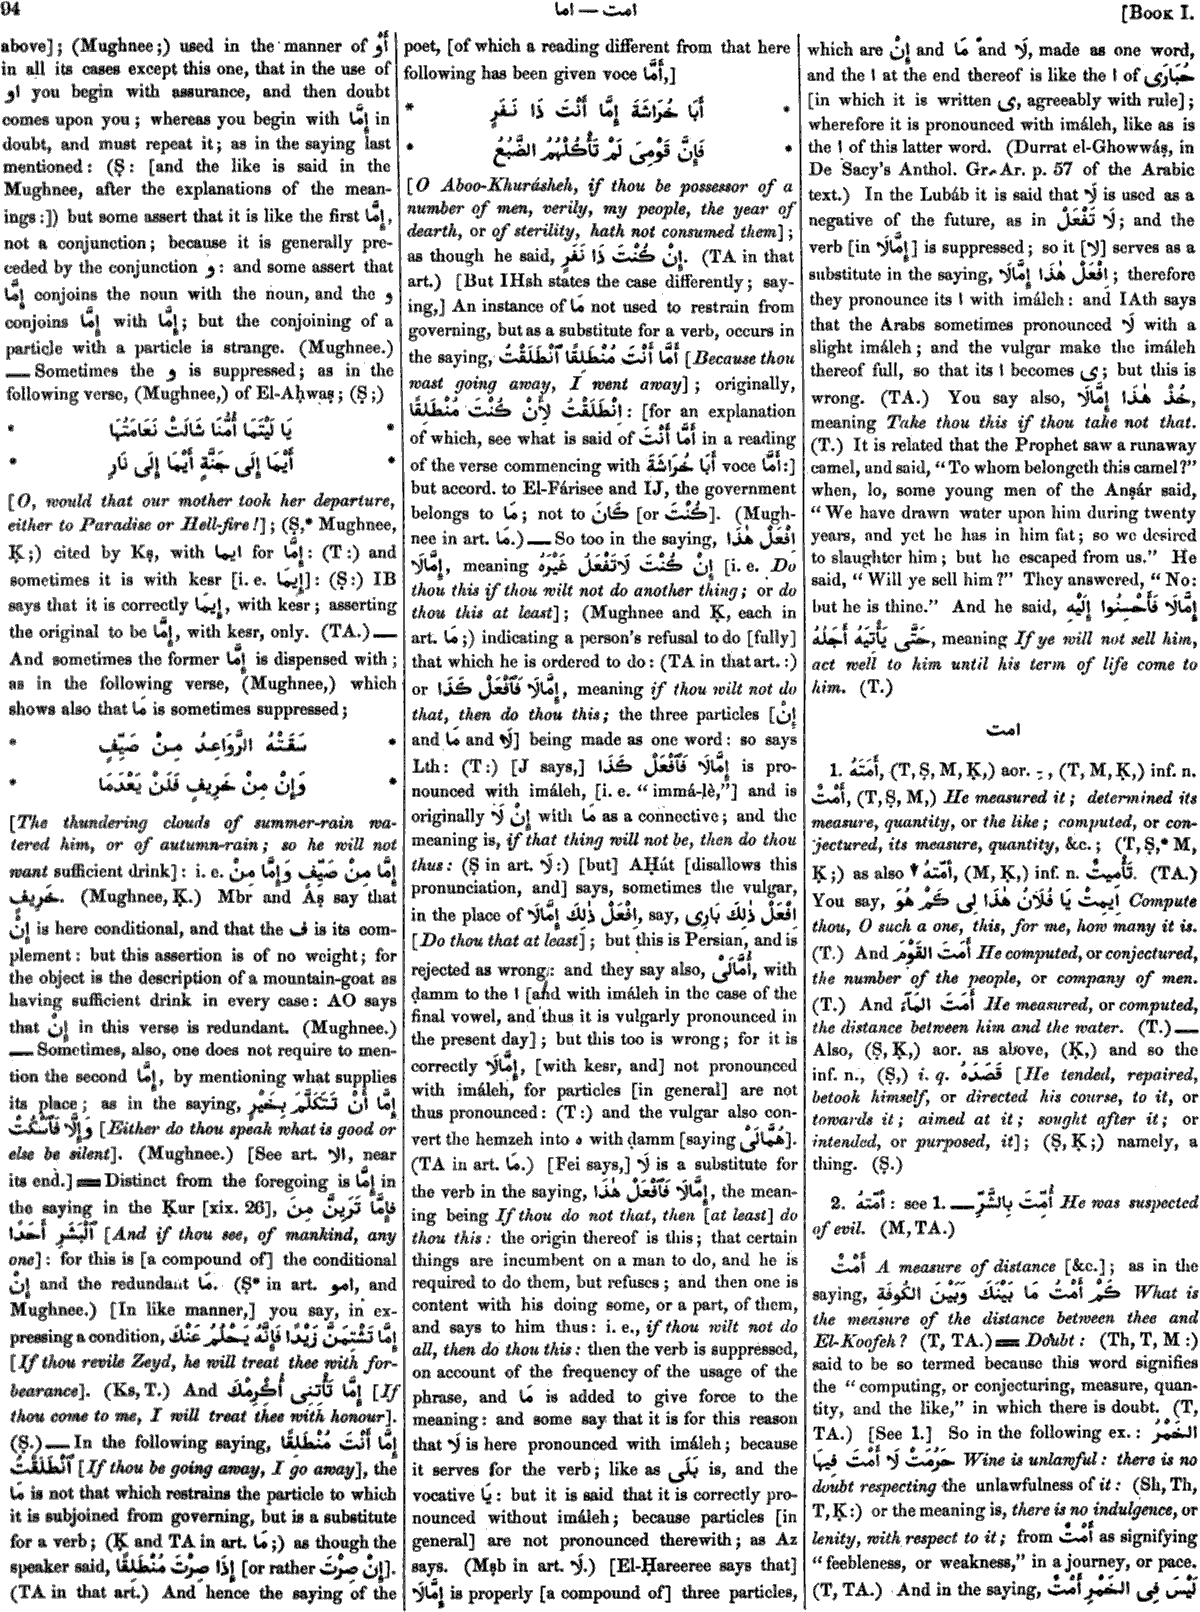 94
امت — اما
[Book I.
above]; (Mughnee;) used in the manner of أَوْ
in all its cases except this one, that in the use of
او you begin with assurance, and then doubt
comes upon you; whereas you begin with إِمَّا in
doubt, and must repeat it; as in the saying last
mentioned: (Ṣ: [and the like is said in the
Mughnee, after the explanations of the mean-
ings:]) but some assert that it is like the first إِمَّا,
not a conjunction; because it is generally pre-
ceded by the conjunction وَ: and some assert that
إِمَّا conjoins the noun with the noun, and the وَ
conjoins إِمَّا with إِمَّا; but the conjoining of a
particle with a particle is strange. (Mughnee.)
— Sometimes the وَ is suppressed; as in the
following verse, (Mughnee,) of El-Aḥwaṣ; (Ṣ;)
* يَا لَيْتَمَا أُمُّنَا شَالَتْ نَعَامَتُهَا *
* أَيْمَا إِلَى جَنَّةٍ أَيْمَا إِلَى نَارِ *
[O, would that our mother took her departure,
either to Paradise or Hell-fire!]; (Ṣ,* Mughnee,
Ḳ;) cited by Ks, with ايما for إِمَّا: (T:) and
sometimes it is with kesr [i. e. إِيمَا]: (Ṣ:) IB
says that it is correctly إِيمَا, with kesr; asserting
the original to be إِمَّا, with kesr, only. (TA.) —
And sometimes the former إِمَّا is dispensed with;
as in the following verse, (Mughnee,) which
shows also that مَا is sometimes suppressed;
* سَقَتْهُ الرَّوَاعِدُ مِنْ صَيِّفٍ *
* وَإِنْ مِنْ خَرِيفٍ فَلَنْ يَعْدَمَا *
[The thundering clouds of summer-rain wa-
tered him, or of autumn-rain; so he will not
want sufficient drink]: i. e. إِمَّا مِنْ صَيِّفٍ وَإِمَّا مِنْ
خَرِيفٍ. (Mughnee, Ḳ.) Mbr and Aṣ say that
إِنْ is here conditional, and that the ف is its com-
plement: but this assertion is of no weight; for
the object is the description of a mountain-goat as
having sufficient drink in every case: AO says
that إِنْ in this verse is redundant. (Mughnee.)
— Sometimes, also, one does not require to men-
tion the second إِمَّا, by mentioning what supplies
its place; as in the saying, إِمَّا أَنْ تَتَكَلَّمَ بِخَيْرٍ
وَإِلَّا فَٱسْكُتْ [Either do thou speak what is good or
else be silent]. (Mughnee.) [See art. الا, near
its end.] = Distinct from the foregoing is إِمَّا in
the saying in the Ḳur [xix. 26], فَإِمَّا تَرَيِنَّ مِنَ
ٱلْبَشَرِ أَحَدًا [And if thou see, of mankind, any
one]: for this is [a compound of] the conditional
إِنْ and the redundant مَا. (Ṣ* in art. امو, and
Mughnee.) [In like manner,] you say, in ex-
pressing a condition, إِمَّا تَشْتِمَنَّ زَيْدًا فَإِنَّهُ يَحْلُمُ عَنْكَ
[If thou revile Zeyd, he will treat thee with for-
bearance]. (Ks, T.) And إِمَّا تَأْتِنِى أُكْرِمْكَ [If
thou come to me, I will treat thee with honour].
(Ṣ.) — In the following saying, إِمَّا أَنْتَ مُنْطَلِقًا
ٱنْطَلَقْتُ [If thou be going away, I go away], the
مَا is not that which restrains the particle to which
it is subjoined from governing, but is a substitute
for a verb; (Ḳ and TA in art. مَا;) as though the
speaker said, إِذَا صِرْتَ مُنْطَلِقًا [or rather إِنْ صِرْتَ].
(TA in that art.) And hence the saying of the
poet, [of which a reading different from that here
following has been given voce أَمَّا,]
* أَبَا خُرَاشَةَ إِمَّا أَنْتَ ذَا نَفَرٍ *
* فَإِنَّ قَوْمِىَ لَمْ تَأْكُلْهُمُ الضَّبُعُ *
[O Aboo-Khurásheh, if thou be possessor of a
number of men, verily, my people, the year of
dearth, or of sterility, hath not consumed them];
as though he said, إِنْ كُنْتَ ذَا نَفَرٍ. (TA in that
art.) [But IHsh states the case differently; say-
ing,] An instance of مَا not used to restrain from
governing, but as a substitute for a verb, occurs in
the saying, أَمَّا أَنْتَ مُنْطَلِقًا ٱنْطَلَقْتُ [Because thou
wast going away, I went away]; originally,
اِنْطَلَقْتُ لِأَنْ كُنْتَ مُنْطَلِقًا: [for an explanation
of which, see what is said of أَمَّا أَنْتَ in a reading
of the verse commencing with أَبَا خُرَاشَةَ voce أَمَّا:]
but accord. to El-Fárisee and IJ, the government
belongs to مَا; not to كَانَ [or كُنْتَ]. (Mugh-
nee in art. مَا.) — So too in the saying, اِفْعَلْ هٰذَا
إِمَّالَا, meaning إِنْ كُنْتَ لَاتَفْعَلُ غَيْرَهُ [i. e. Do
thou this if thou wilt not do another thing; or do
thou this at least]; (Mughnee and Ḳ, each in
art. مَا;) indicating a person's refusal to do [fully]
that which he is ordered to do: (TA in that art.:)
or إِمَّالَا فَٱفْعَلْ كَذَا, meaning if thou wilt not do
that, then do thou this; the three particles [إِنْ
and مَا and لَا] being made as one word: so says
Lth: (T:) [J says,] إِمَّالَا فَٱفْعَلْ كَذَا is pro-
nounced with imáleh, [i. e. "immá-lè,"] and is
originally إِنْ لَا with مَا as a connective; and the
meaning is, if that thing will not be, then do thou
thus: (Ṣ in art. لَا:) [but] AḤát [disallows this
pronunciation, and] says, sometimes the vulgar,
in the place of اِفْعَلْ ذٰلِكَ إِمَّالَا, say, اِفْعَلْ ذٰلِكَ بَارِى
[Do thou that at least]; but this is Persian, and is
rejected as wrong: and they say also, أُمَّالَىْ, with
ḍamm to the ا [and with imáleh in the case of the
final vowel, and thus it is vulgarly pronounced in
the present day]; but this too is wrong; for it is
correctly إِمَّالَا, [with kesr, and] not pronounced
with imáleh, for particles [in general] are not
thus pronounced: (T:) and the vulgar also con-
vert the hemzeh into ه with ḍamm [saying هُمَّالَىْ].
(TA in art. مَا.) [Fei says,] لَا is a substitute for
the verb in the saying, إِمَّالَا فَٱفْعَلْ هٰذَا, the mean-
ing being If thou do not that, then [at least] do
thou this: the origin thereof is this; that certain
things are incumbent on a man to do, and he is
required to do them, but refuses; and then one is
content with his doing some, or a part, of them,
and says to him thus: i. e., if thou wilt not do
all, then do thou this: then the verb is suppressed,
on account of the frequency of the usage of the
phrase, and مَا is added to give force to the
meaning: and some say that it is for this reason
that لَا is here pronounced with imáleh; because
it serves for the verb; like as بَلَى is, and the
vocative يَا: but it is said that it is correctly pro-
nounced without imáleh; because particles [in
general] are not pronounced therewith; as Az
says. (Mṣb in art. لَا.) [El-Ḥareeree says that]
إِمَّالَا is properly [a compound of] three particles,
which are إِنْ and مَا and لَا, made as one word,
and the ا at the end thereof is like the ا of حُبَارَى
[in which it is written ى, agreeably with rule];
wherefore it is pronounced with imáleh, like as is
the ا of this latter word. (Durrat el-Ghowwáṣ, in
De Sacy's Anthol. Gr. Ar. p. 57 of the Arabic
text.) In the Lubáb it is said that لَا is used as a
negative of the future, as in لَا تَفْعَلْ; and the
verb [in إِمَّالَا] is suppressed; so it [لا] serves as a
substitute in the saying, اِفْعَلْ هٰذَا إِمَّالَا; therefore
they pronounce its ا with imáleh: and IAth says
that the Arabs sometimes pronounced لَا with a
slight imáleh; and the vulgar make the imáleh
thereof full, so that its ا becomes ى; but this is
wrong. (TA.) You say also, خُذْ هٰذَا إِمَّالَا,
meaning Take thou this if thou take not that.
(T.) It is related that the Prophet saw a runaway
camel, and said, "To whom belongeth this camel?"
when, lo, some young men of the Anṣár said,
"We have drawn water upon him during twenty
years, and yet he has in him fat; so we desired
to slaughter him; but he escaped from us." He
said, "Will ye sell him?" They answered, "No:
but he is thine." And he said, إِمَّالَا فَأَحْسِنُوا إِلَيْهِ
حَتَّى يَأْتِيَهُ أَجَلُهُ, meaning If ye will not sell him,
act well to him until his term of life come to
him. (T.)
امت
1. أَمَتَهُ, (T, Ṣ, M, Ḳ,) aor. ـِ, (T, M, Ḳ,) inf. n.
أَمْتٌ, (T, Ṣ, M,) He measured it; determined its
measure, quantity, or the like; computed, or con-
jectured, its measure, quantity, &c.; (T, Ṣ,* M,
Ḳ;) as also ▼ أَمَّتَهُ, (M, Ḳ,) inf. n. تَأْمِيتٌ. (TA.)
You say, اِيمِتْ يَا فُلَانُ هٰذَا لِى كَمْ هُوَ Compute
thou, O such a one, this, for me, how many it is.
(T.) And أَمَتَ القَوْمَ He computed, or conjectured,
the number of the people, or company of men.
(T.) And أَمَتَ المَآءَ He measured, or computed,
the distance between him and the water. (T.) —
Also, (Ṣ, Ḳ,) aor. as above, (Ḳ,) and so the
inf. n., (Ṣ,) i. q. قَصَدَهُ [He tended, repaired,
betook himself, or directed his course, to it, or
towards it; aimed at it; sought after it; or
intended, or purposed, it]; (Ṣ, Ḳ;) namely, a
thing. (Ṣ.)
2. أَمَّتَهُ: see 1. — أُمِّتَ بِالشَّرِّ He was suspected
of evil. (M, TA.)
أَمْتٌ A measure of distance [&c.]; as in the
saying, كَمْ أَمْتُ مَا بَيْنَكَ وَبَيْنَ الكُوفَةِ What is
the measure of the distance between thee and
El-Koofeh? (T, TA.) = Doubt: (Th, T, M:)
said to be so termed because this word signifies
the "computing, or conjecturing, measure, quan-
tity, and the like," in which there is doubt. (T,
TA.) [See 1.] So in the following ex.: الخَمْرُ
حَرُمَتْ لَا أَمْتَ فِيهَا Wine is unlawful: there is no
doubt respecting the unlawfulness of it: (Sh, Th,
T, Ḳ:) or the meaning is, there is no indulgence, or
lenity, with respect to it; from أَمْتٌ as signifying
"feebleness, or weakness," in a journey, or pace.
(T, TA.) And in the saying, لَيْسَ فِى الخَمْرِ أَمْتٌ